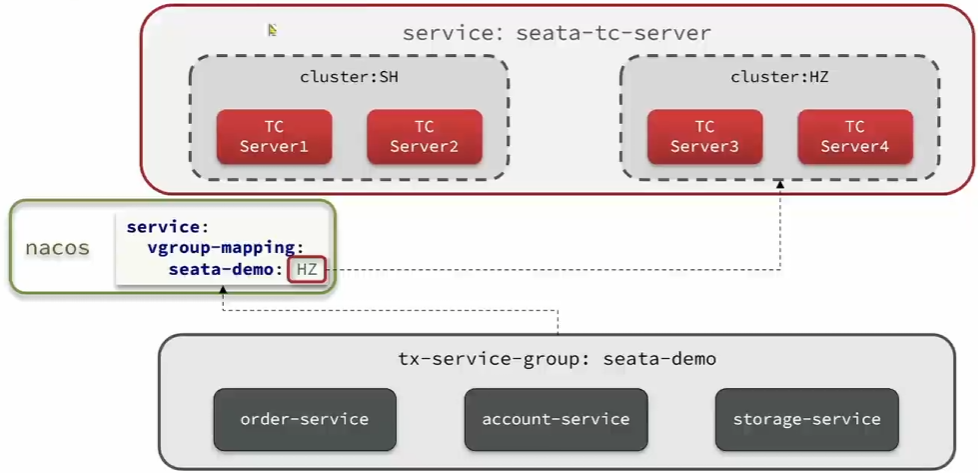 service: seata-tc-server
cluster:SH
cluster:HZ
TC
Server1
TC
Server2
TC
Server3
TC
Server4
nacos
service:
vgroup-mapping:
seata-demo: HZ
tx-service-group: seata-demo
order-service
account-service
storage-service